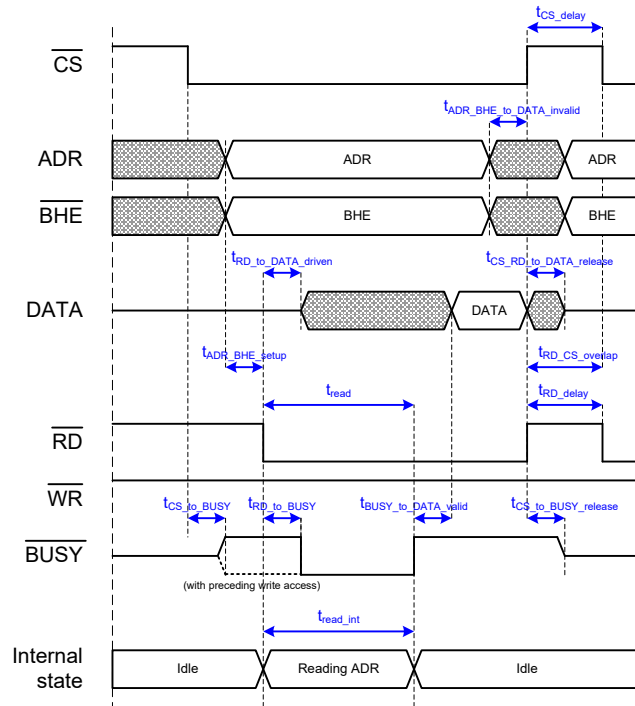 tCS_delay
CS
tADR_BHE_to_DATA_invalid
ADR
ADR
ADR
BHE
BHE
BHE
tRD_to_DATA_driven
tCS_RD_to_DATA_release
DATA
DATA
tADR_BHE_setup
tRD_CS_overlap
tread
tRD_delay
RD
WR
tCS_to_BUSY
tRD_to_BUSY
tBUSY_to_DATA_valid
tCS_to_BUSY_release
BUSY
(with preceding write access)
tread_int
Internal
state
Idle
Reading ADR
Idle